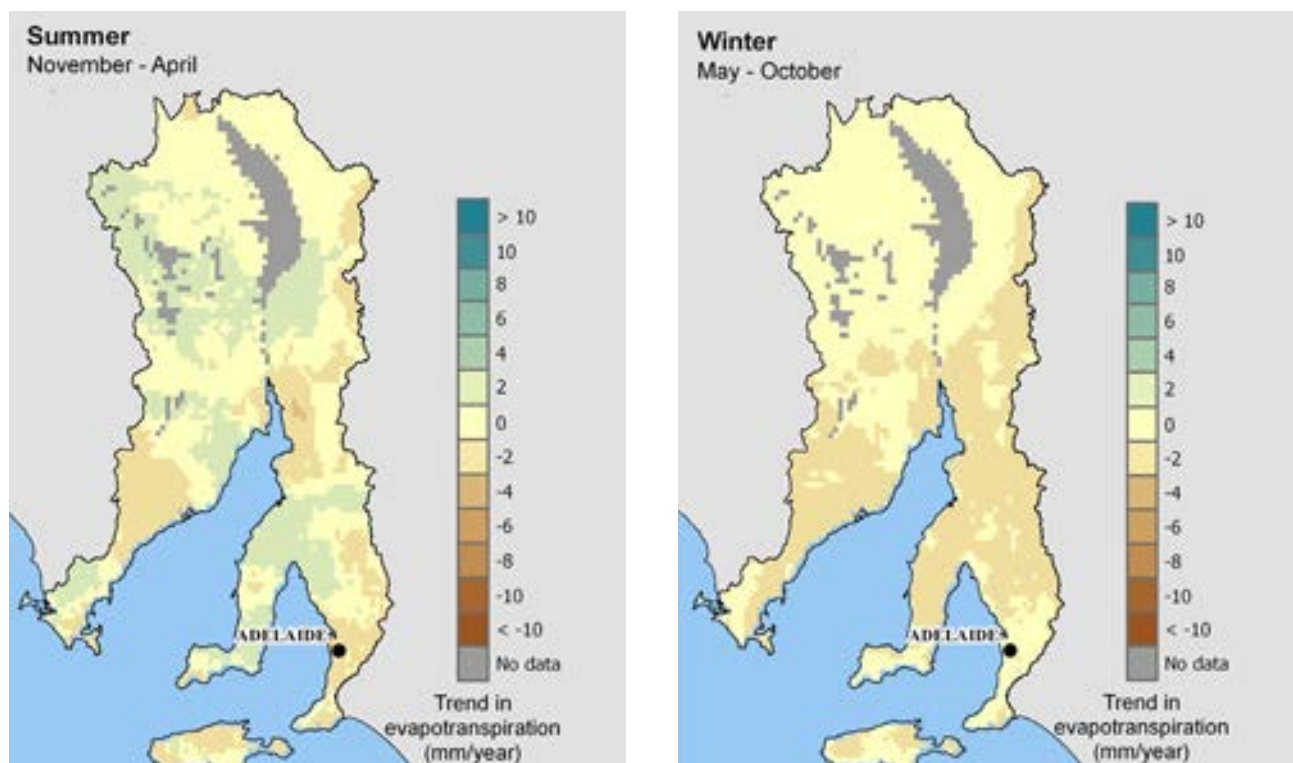 Summer
November - April
> 10
10
8
6
4
2
0
-2
-4
-6
-8
-10
< -10
No data
ADELAIDE
Trend in
evapotranspiration
(mm/year)
Winter
May - October
> 10
10
8
6
4
2
0
-2
-4
-6
-8
-10
< -10
No data
ADELAIDE
Trend in
evapotranspiration
(mm/year)